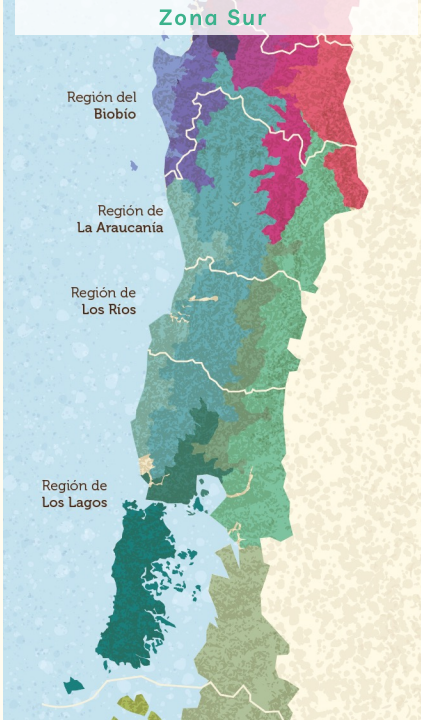 Zona Sur
Región del
Biobío
Región de
La Araucanía
Región de
Los Ríos
Región de
Los Lagos